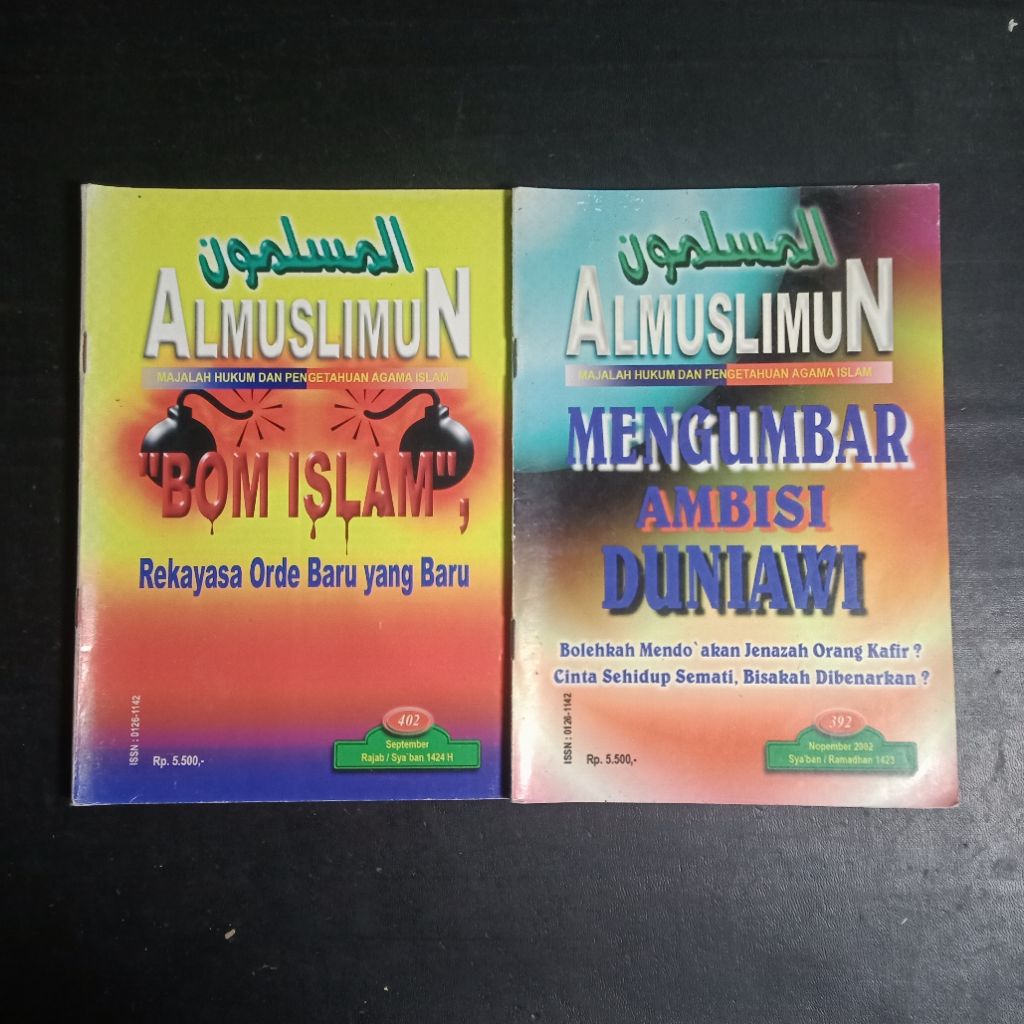 المسلمون
ALMUSLIMUN
MAJALAH HUKUM DAN PENGETAHUAN AGAMA ISLAM
"BOM ISLAM",
Rekayasa Orde Baru yang Baru
ISSN : 0126-1142
Rp. 5.500,-
402
September
Rajab / Sya'ban 1424 H
المسلمون
ALMUSLIMUN
MAJALAH HUKUM DAN PENGETAHUAN AGAMA ISLAM
MENGUMBAR
AMBISI
DUNIAWI
Bolehkah Mendo`akan Jenazah Orang Kafir ?
Cinta Sehidup Semati, Bisakah Dibenarkan ?
ISSN : 0126-1142
Rp. 5.500,-
392
Nopember 2002
Sya'ban / Ramadhan 1423